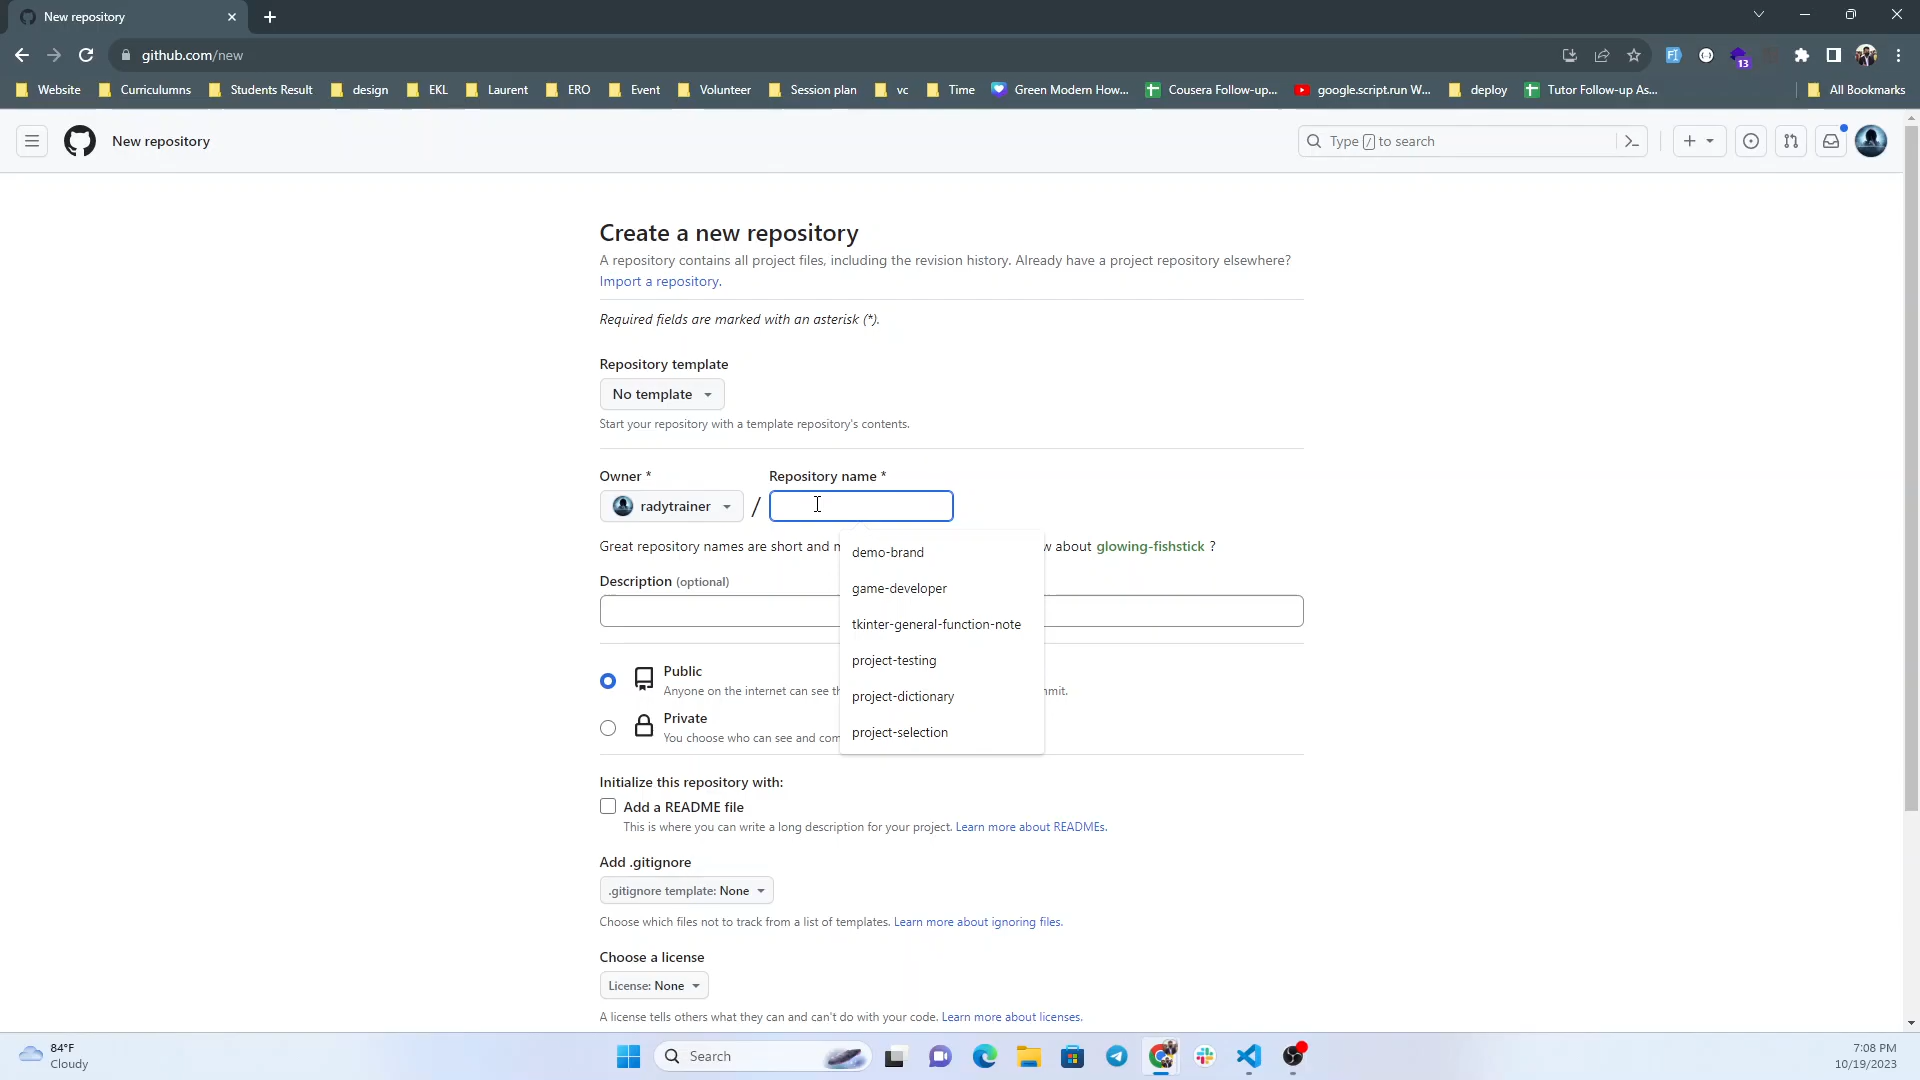 New repository
github.com/new
13
Website
Curriculumns
Students Result
design
EKL
Laurent
ERO
Event
Volunteer
Session plan
vc
Time
Green Modern How...
Cousera Follow-up...
google.script.run W...
deploy
Tutor Follow-up As...
All Bookmarks
New repository
Type / to search
Create a new repository
A repository contains all project files, including the revision history. Already have a project repository elsewhere?
Import a repository.
Required fields are marked with an asterisk (*).
Repository template
No template
Start your repository with a template repository's contents.
Owner *
Repository name *
radytrainer
/
Great repository names are short and
about glowing-fishstick ?
demo-brand
game-developer
tkinter-general-function-note
project-testing
project-dictionary
project-selection
Description (optional)
Public
Anyone on the internet can see
Private
You choose who can see and
Initialize this repository with:
Add a README file
This is where you can write a long description for your project. Learn more about READMEs.
Add .gitignore
.gitignore template: None
Choose which files not to track from a list of templates. Learn more about ignoring files.
Choose a license
License: None
A license tells others what they can and can't do with your code. Learn more about licenses.
84°F
Cloudy
Search
7:08 PM
10/19/2023